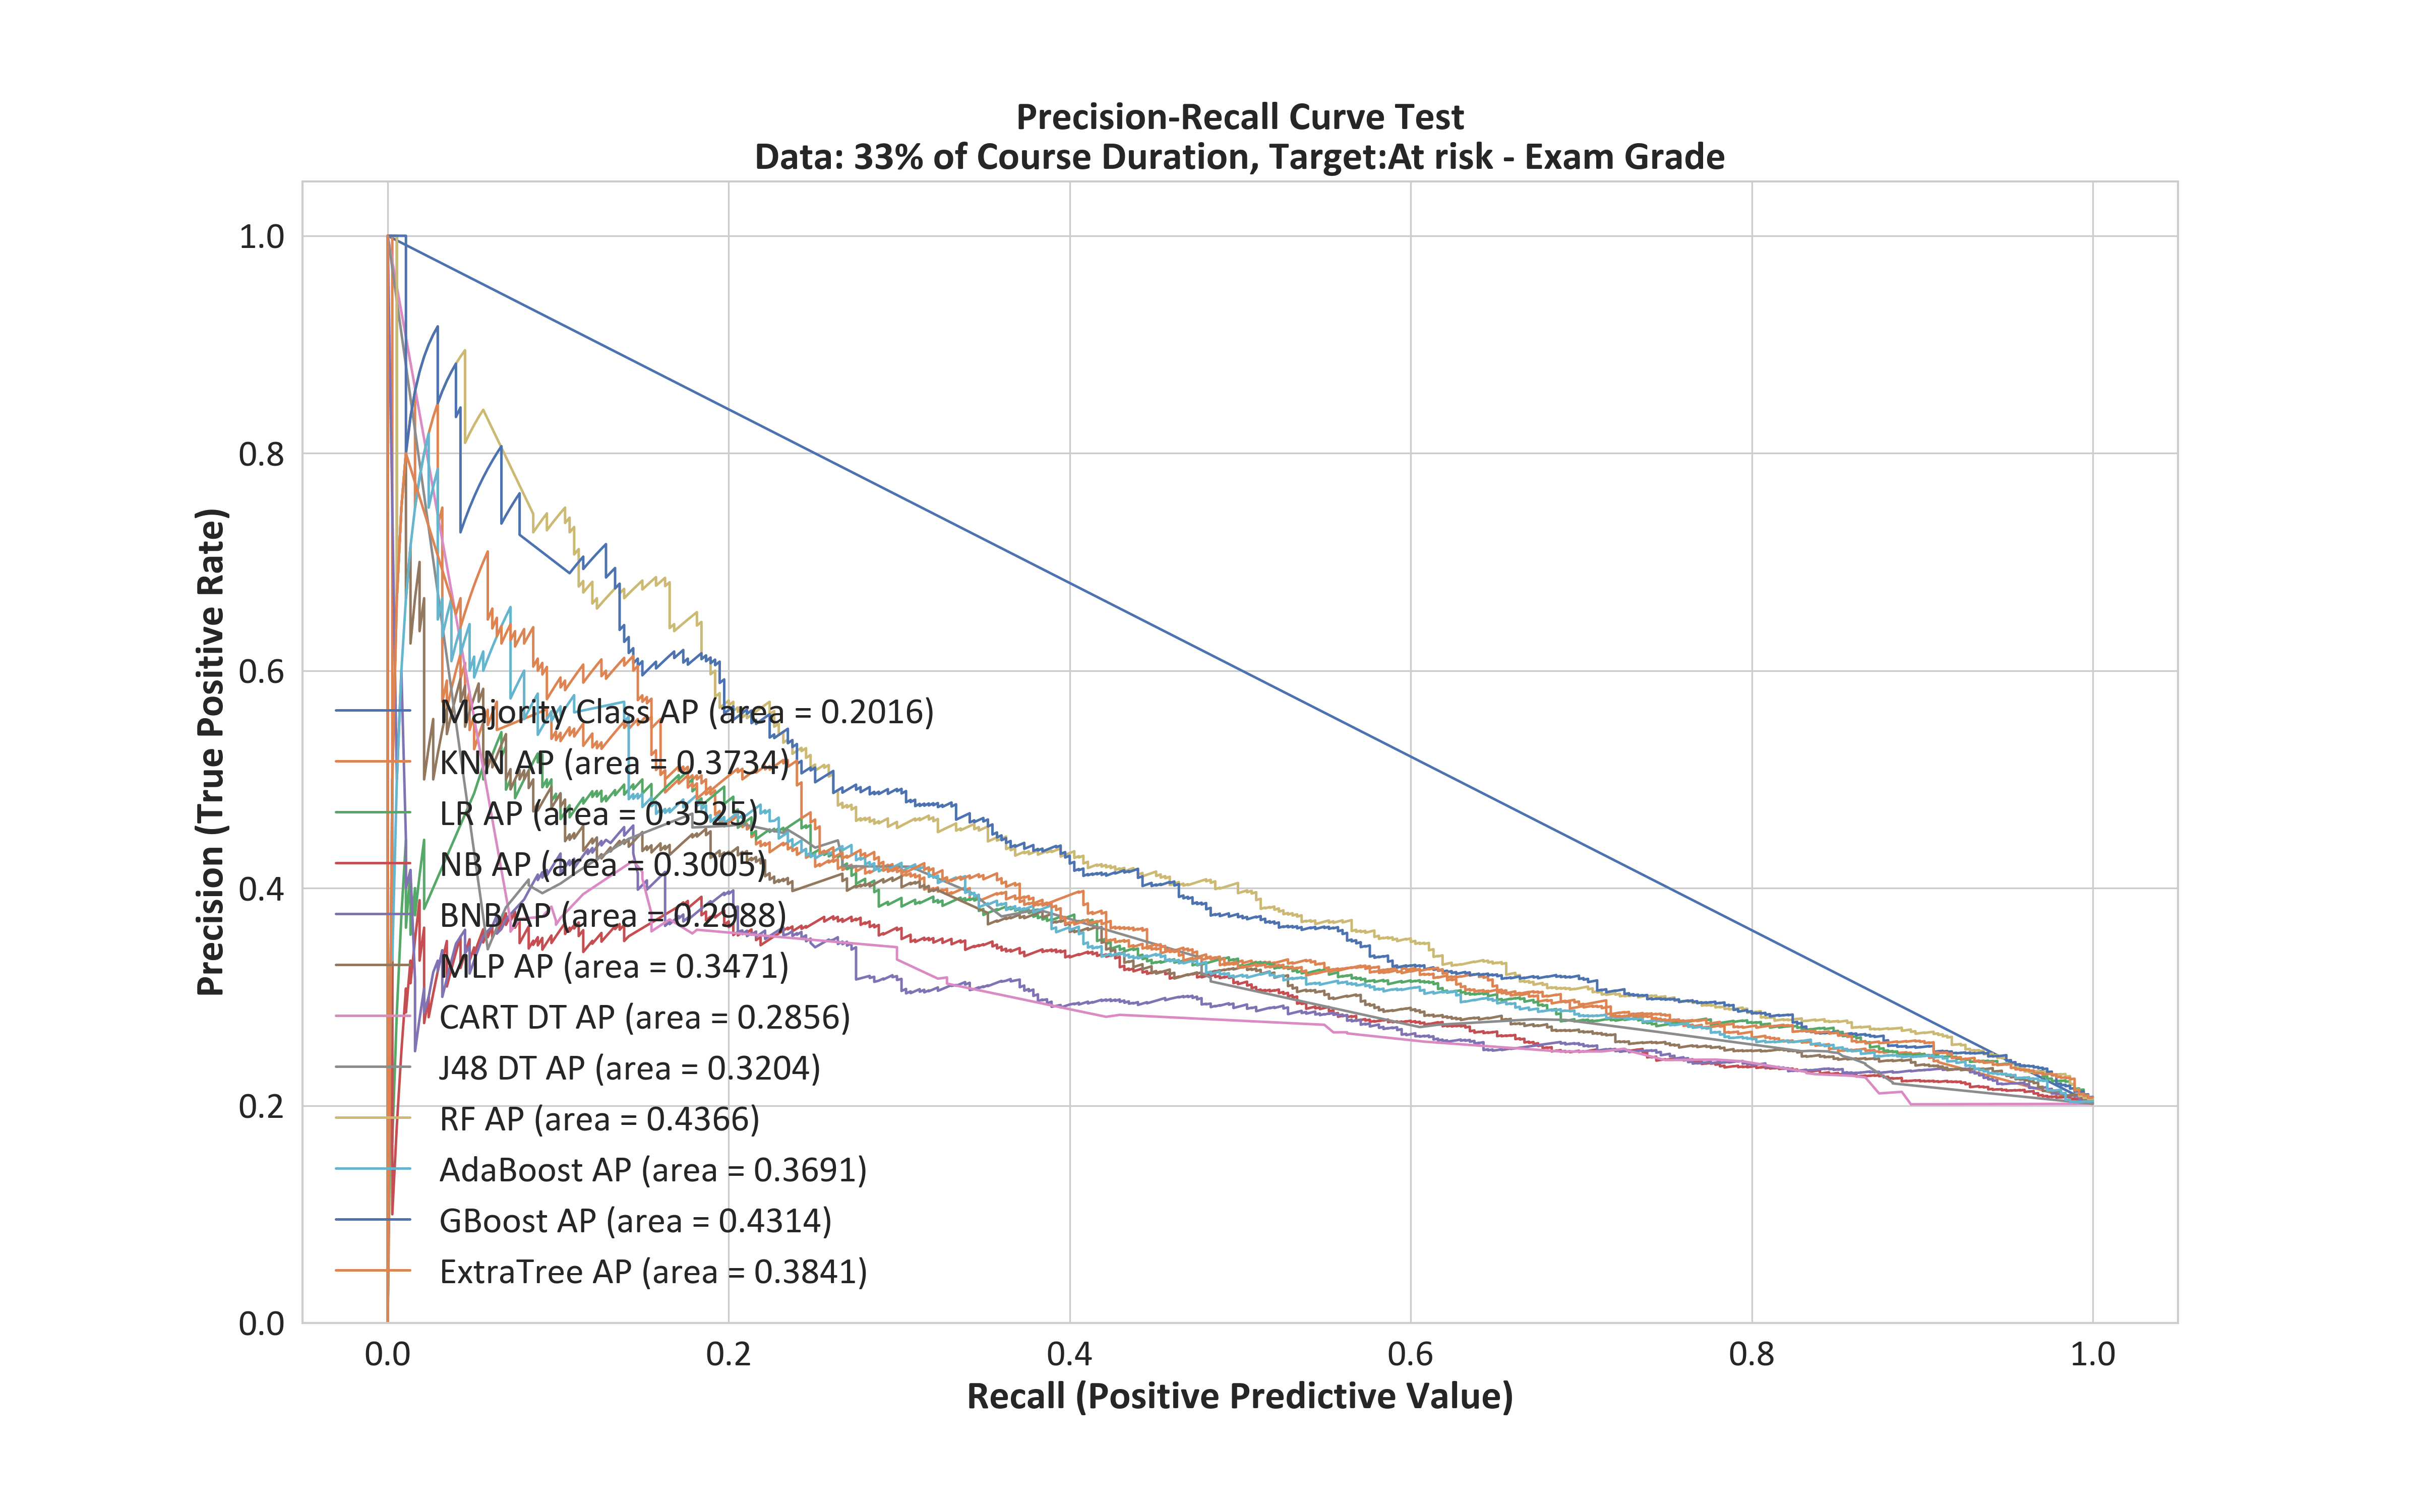 Precision-Recall Curve Test
Data: 33% of Course Duration, Target:At risk - Exam Grade
Precision (True Positive Rate)
1.0
0.8
0.6
0.4
0.2
0.0
Majority Class AP (area = 0.2016)
KNN AP (area = 0.3734)
LR AP (area = 0.3525)
NB AP (area = 0.3005)
BNB AP (area = 0.2988)
MLP AP (area = 0.3471)
CART DT AP (area = 0.2856)
J48 DT AP (area = 0.3204)
RF AP (area = 0.4366)
AdaBoost AP (area = 0.3691)
GBoost AP (area = 0.4314)
ExtraTree AP (area = 0.3841)
0.0 0.2 0.4 0.6 0.8 1.0
Recall (Positive Predictive Value)